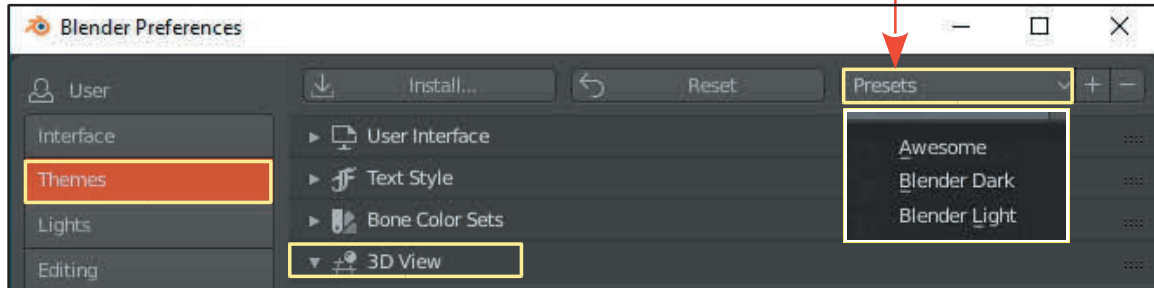 Blender Preferences
User
Install...
Reset
Presets
Interface
User Interface
Awesome
Themes
Text Style
Blender Dark
Lights
Bone Color Sets
Blender Light
Editing
3D View